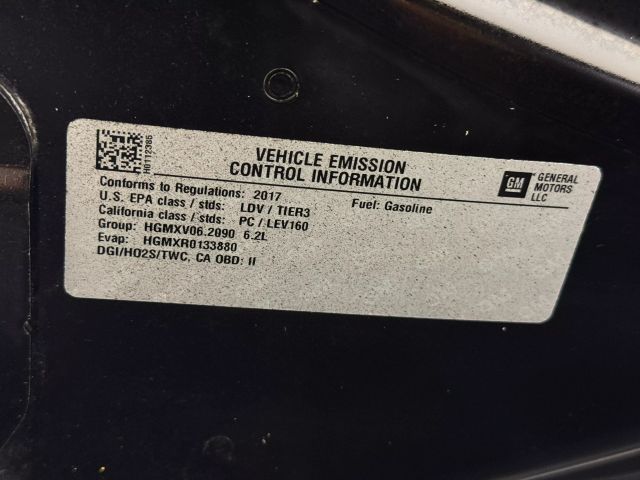 H0112385
VEHICLE EMISSION
CONTROL INFORMATION
GM
GENERAL
MOTORS
LLC
Conforms to Regulations: 2017
Fuel: Gasoline
U.S. EPA class / stds: LDV / TIER3
California class / stds: PC / LEV160
Group: HGMXV06.2090 6.2L
Evap: HGMXR0133880
DGI/HO2S/TWC, CA OBD: II